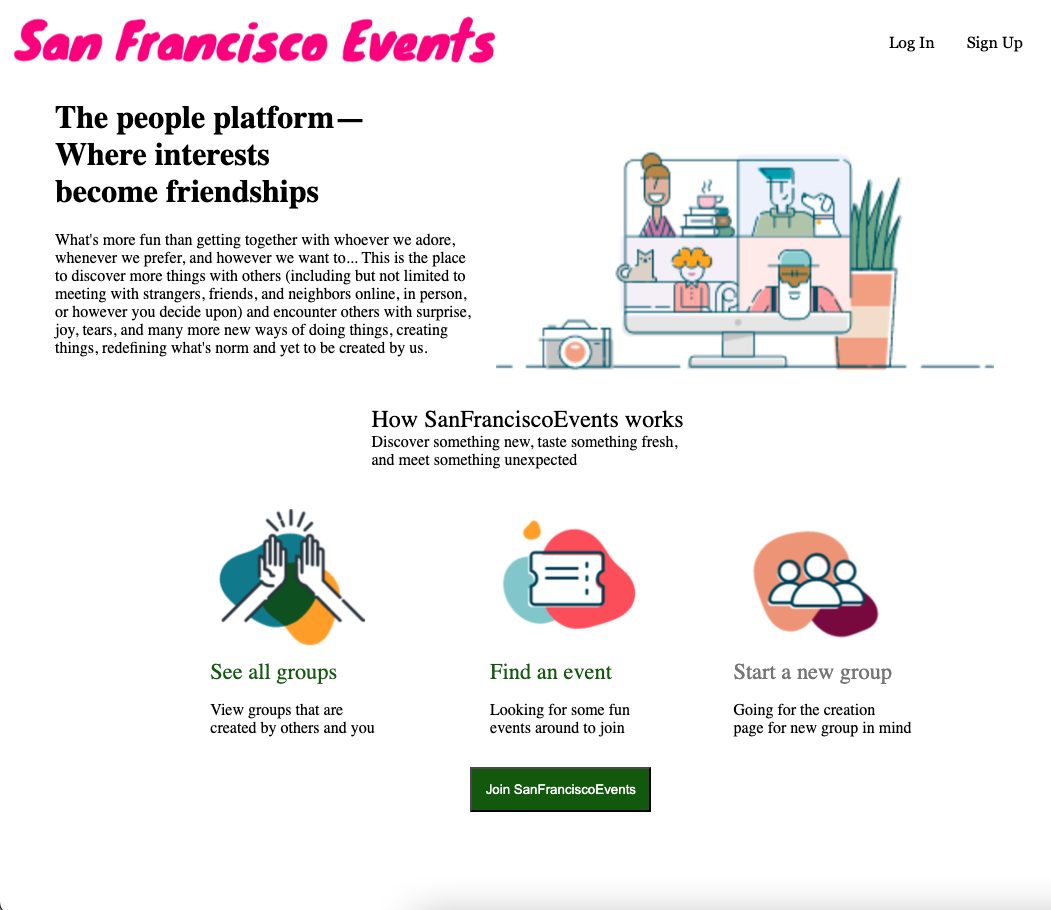 San Francisco Events
Log In
Sign Up
The people platform—
Where interests
become friendships
What's more fun than getting together with whoever we adore,
whenever we prefer, and however we want to... This is the place
to discover more things with others (including but not limited to
meeting with strangers, friends, and neighbors online, in person,
or however you decide upon) and encounter others with surprise,
joy, tears, and many more new ways of doing things, creating
things, redefining what's norm and yet to be created by us.
How SanFranciscoEvents works
Discover something new, taste something fresh,
and meet something unexpected
See all groups
View groups that are
created by others and you
Find an event
Looking for some fun
events around to join
Start a new group
Going for the creation
page for new group in mind
Join SanFranciscoEvents